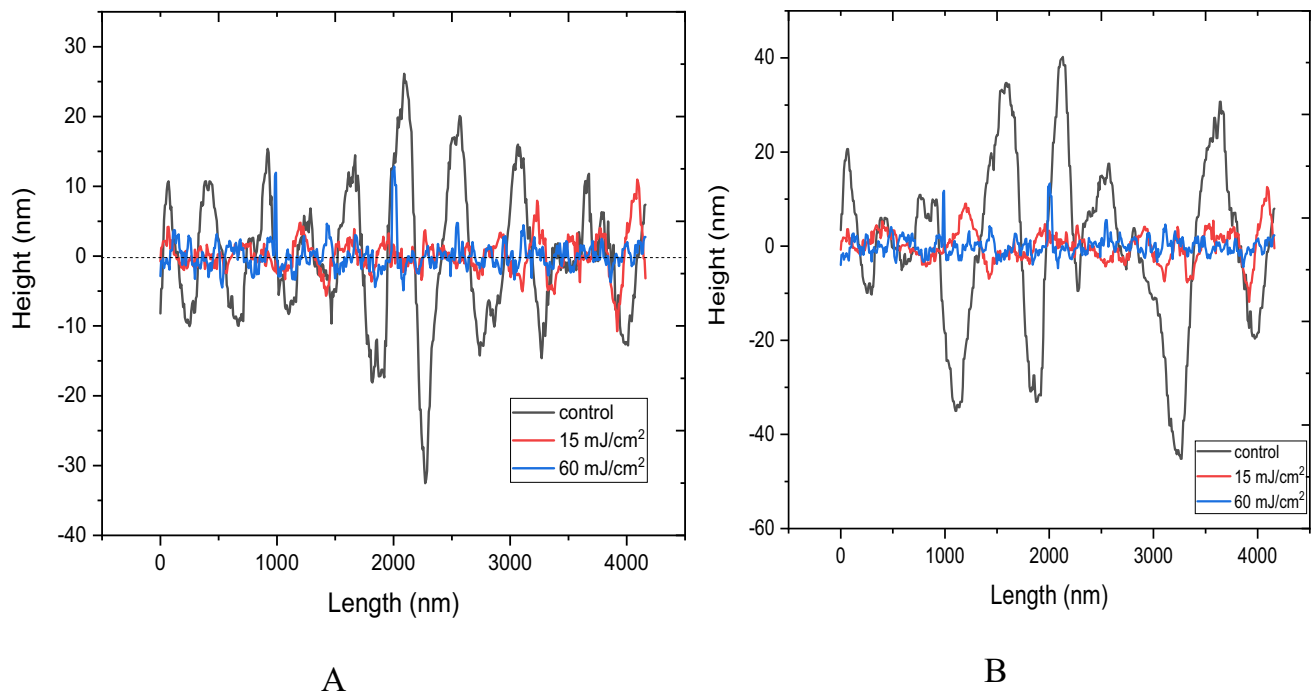 30
20
10
0
-10
-20
-30
-40
Height (nm)
0
1000
2000
3000
4000
Length (nm)
control
15 mJ/cm²
60 mJ/cm²
A
40
20
0
-20
-40
-60
Height (nm)
0
1000
2000
3000
4000
Length (nm)
control
15 mJ/cm²
60 mJ/cm²
B